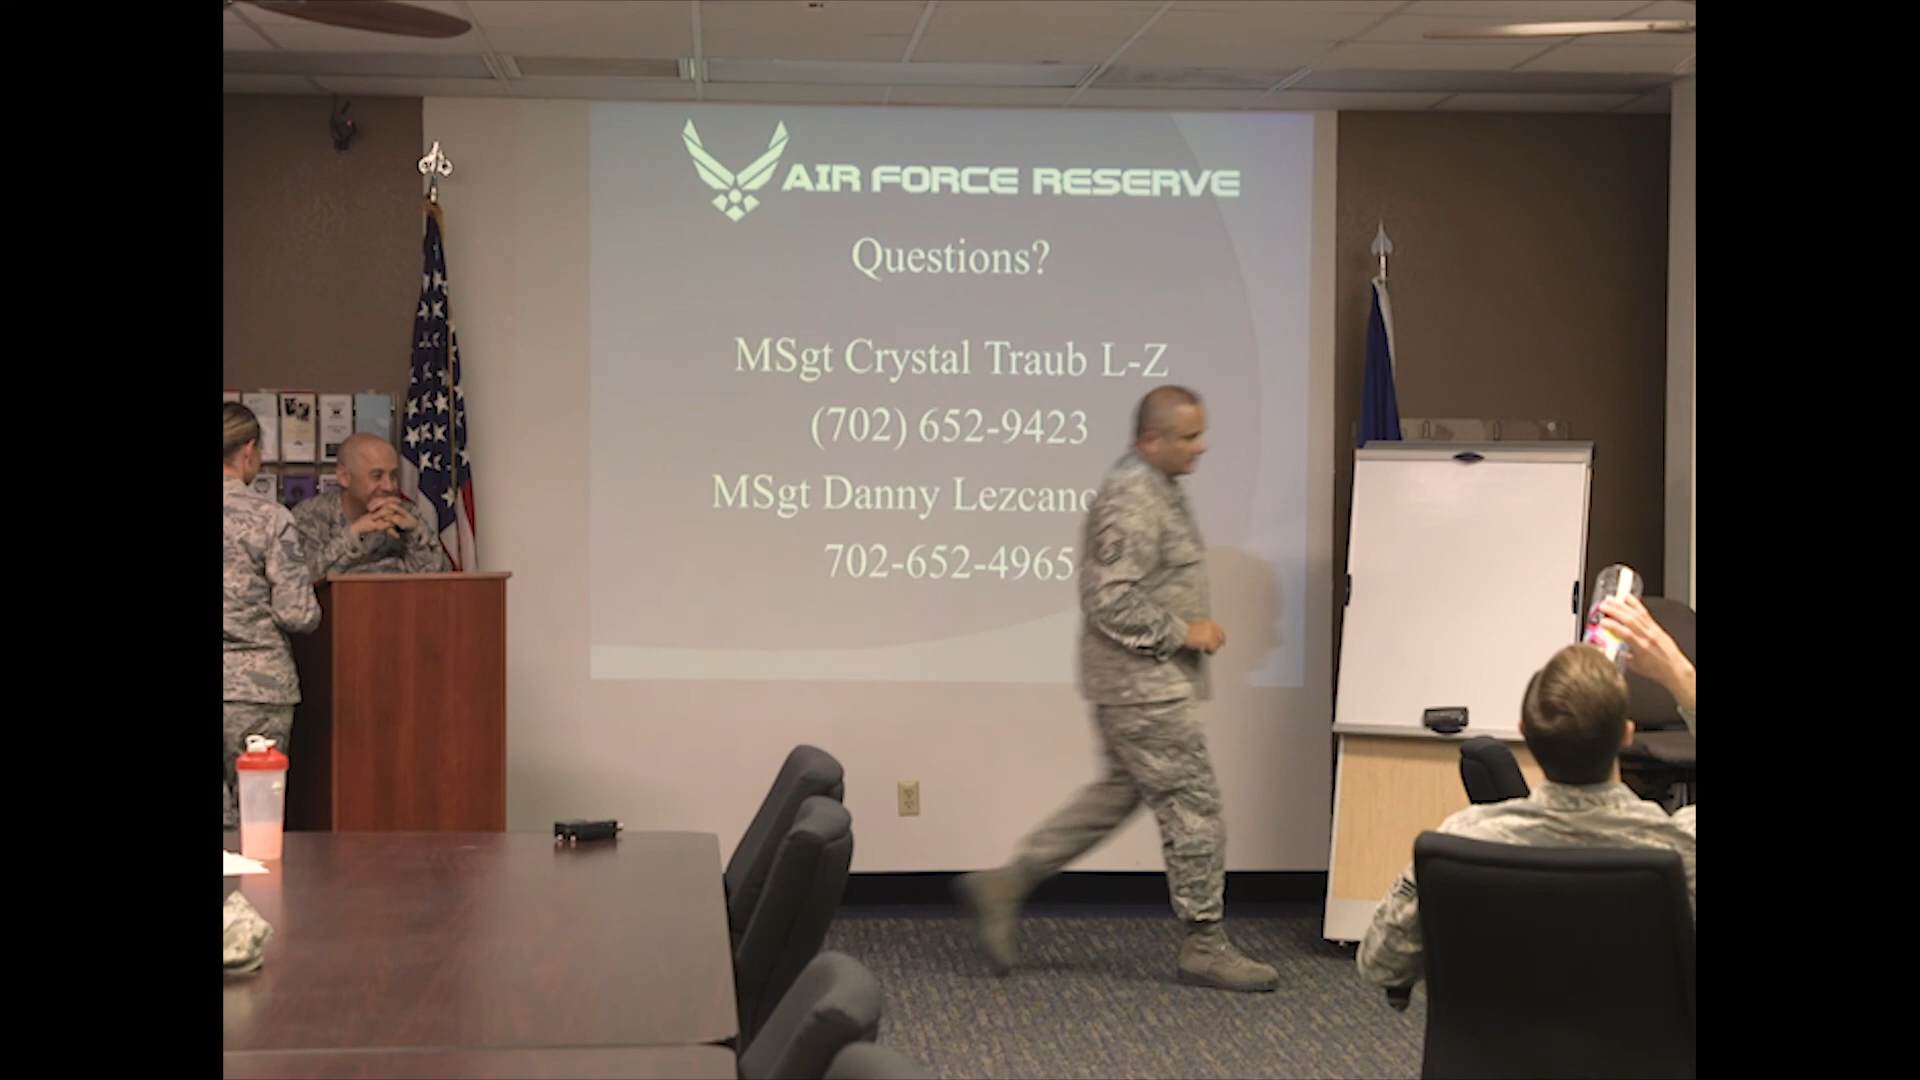 AIR FORCE RESERVE
Questions?
MSgt Crystal Traub L-Z
(702) 652-9423
MSgt Danny Lezcano
702-652-4965